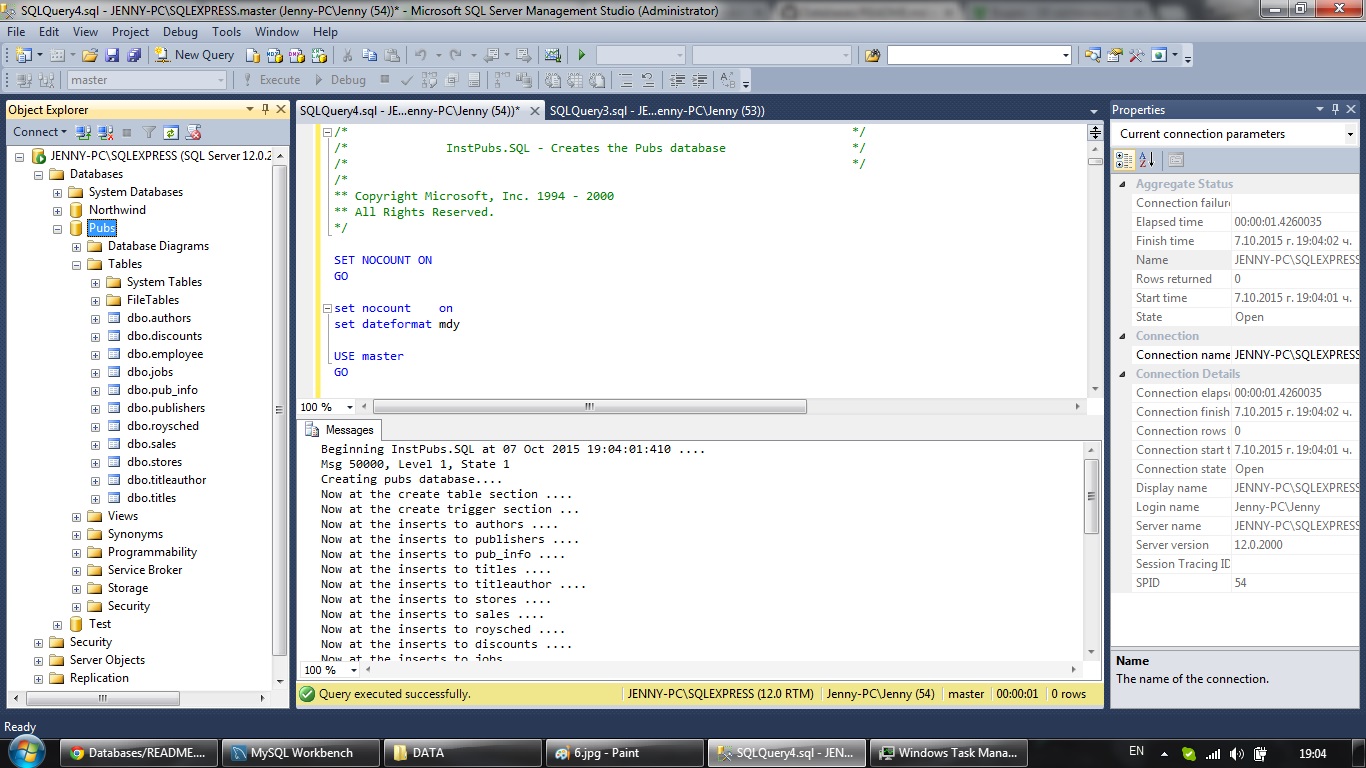 SQLQuery4.sql - JENNY-PC\SQLEXPRESS.master (Jenny-PC\Jenny (54))* - Microsoft SQL Server Management Studio (Administrator)
File Edit View Project Debug Tools Window Help
New Query
master Execute Debug
Object Explorer
Connect
JENNY-PC\SQLEXPRESS (SQL Server 12.0.2
Databases
System Databases
Northwind
Pubs
Database Diagrams
Tables
System Tables
FileTables
dbo.authors
dbo.discounts
dbo.employee
dbo.jobs
dbo.pub_info
dbo.publishers
dbo.roysched
dbo.sales
dbo.stores
dbo.titleauthor
dbo.titles
Views
Synonyms
Programmability
Service Broker
Storage
Security
Test
Security
Server Objects
Replication
SQLQuery4.sql - JE...enny-PC\Jenny (54))* SQLQuery3.sql - JE...enny-PC\Jenny (53))
/* */
/* InstPubs.SQL - Creates the Pubs database */
/* */
/*
** Copyright Microsoft, Inc. 1994 - 2000
** All Rights Reserved.
*/
SET NOCOUNT ON
GO
set nocount on
set dateformat mdy
USE master
GO
100 %
Messages
Beginning InstPubs.SQL at 07 Oct 2015 19:04:01:410 ....
Msg 50000, Level 1, State 1
Creating pubs database....
Now at the create table section ....
Now at the create trigger section ...
Now at the inserts to authors ....
Now at the inserts to publishers ....
Now at the inserts to pub_info ....
Now at the inserts to titles ....
Now at the inserts to titleauthor ....
Now at the inserts to stores ....
Now at the inserts to sales ....
Now at the inserts to roysched ....
Now at the inserts to discounts ....
Now at the inserts to jobs
100 %
Query executed successfully. JENNY-PC\SQLEXPRESS (12.0 RTM) Jenny-PC\Jenny (54) master 00:00:01 0 rows
Properties
Current connection parameters
Aggregate Status
Connection failure
Elapsed time 00:00:01.4260035
Finish time 7.10.2015 г. 19:04:02 ч.
Name JENNY-PC\SQLEXPRESS
Rows returned 0
Start time 7.10.2015 г. 19:04:01 ч.
State Open
Connection
Connection name JENNY-PC\SQLEXPRESS
Connection Details
Connection elaps 00:00:01.4260035
Connection finish 7.10.2015 г. 19:04:02 ч.
Connection rows 0
Connection start t 7.10.2015 г. 19:04:01 ч.
Connection state Open
Display name JENNY-PC\SQLEXPRESS
Login name Jenny-PC\Jenny
Server name JENNY-PC\SQLEXPRESS
Server version 12.0.2000
Session Tracing ID
SPID 54
Name
The name of the connection.
Ready
Databases/README.... MySQL Workbench DATA 6.jpg - Paint SQLQuery4.sql - JEN... Windows Task Mana... EN 19:04